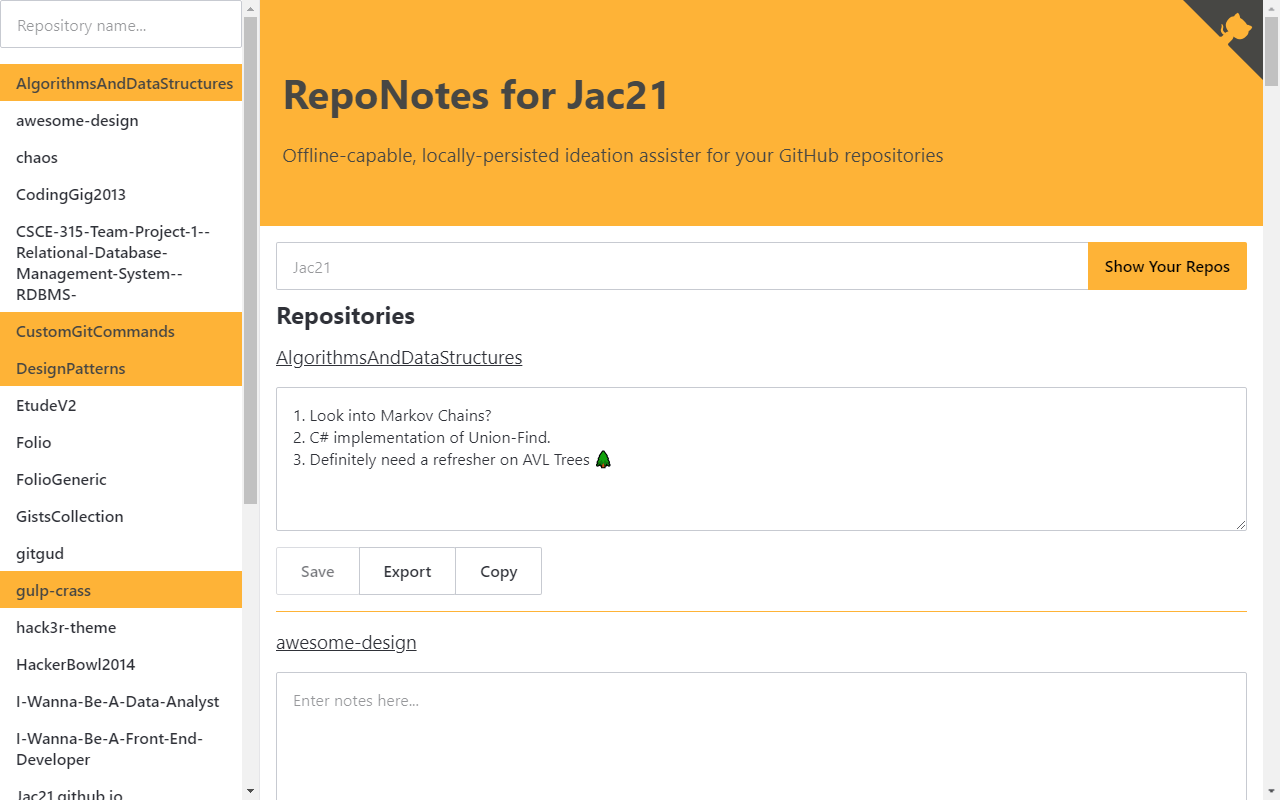 Repository name...
AlgorithmsAndDataStructures
awesome-design
chaos
CodingGig2013
CSCE-315-Team-Project-1--
Relational-Database-
Management-System--
RDBMS-
CustomGitCommands
DesignPatterns
EtudeV2
Folio
FolioGeneric
GistsCollection
gitgud
gulp-crass
hack3r-theme
HackerBowl2014
I-Wanna-Be-A-Data-Analyst
I-Wanna-Be-A-Front-End-
Developer
Jac21.github.io
RepoNotes for Jac21
Offline-capable, locally-persisted ideation assister for your GitHub repositories
Jac21
Show Your Repos
Repositories
AlgorithmsAndDataStructures
1. Look into Markov Chains?
2. C# implementation of Union-Find.
3. Definitely need a refresher on AVL Trees 🌲
Save
Export
Copy
awesome-design
Enter notes here...